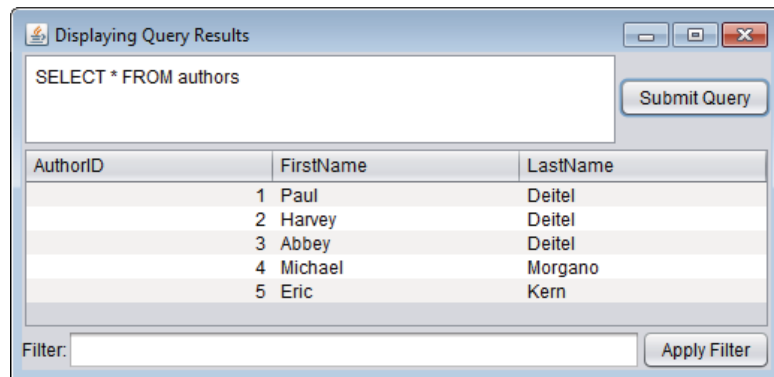 Displaying Query Results
SELECT * FROM authors
Submit Query
AuthorID FirstName LastName
1 Paul Deitel
2 Harvey Deitel
3 Abbey Deitel
4 Michael Morgano
5 Eric Kern
Filter: Apply Filter